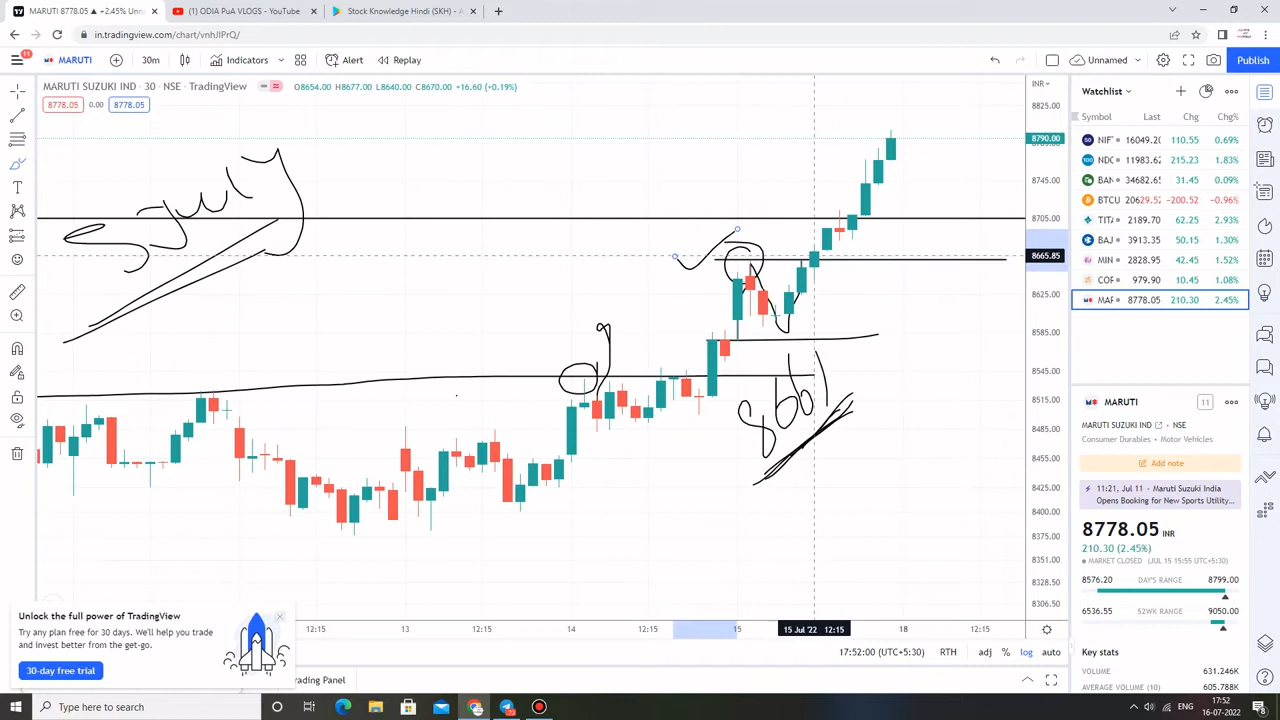 MARUTI 8778.05 ▲ +2.45% Unn
ODIA PuA VLOGS - YouTube
Stock Knowledge Hindi (SKH) - A
in.tradingview.com/chart/vnhJIPrQ/
11
MARUTI
30m
Indicators
Alert
Replay
Unnamed
Publish
MARUTI SUZUKI IND · 30 · NSE · TradingView
O8654.00 H8677.00 L8640.00 C8670.00 +16.60 (+0.19%)
8778.05 0.00 8778.05
INR
8825.00
8790.00
8745.00
8705.00
8665.85
8625.00
8585.00
8545.00
8515.00
8485.00
8455.00
8425.00
8400.00
8375.00
8351.00
8328.50
8306.50
12:15
13
12:15
14
12:15
15
15 Jul '22 12:15
18
12:15
17:52:00 (UTC+5:30)
RTH
adj
%
log
auto
Trading Panel
Unlock the full power of TradingView
Try any plan free for 30 days. We'll help you trade
and invest better from the get-go.
30-day free trial
Watchlist
Symbol Last Chg Chg%
NIF 16049.20 110.55 0.69%
NDC 11983.62 215.23 1.83%
BAN 34682.65 31.45 0.09%
BTCU 20629.52 -200.52 -0.96%
TITA 2189.70 62.25 2.93%
BAJ 3913.35 50.15 1.30%
MIN 2828.95 42.45 1.52%
COF 979.90 10.45 1.08%
MAF 8778.05 210.30 2.45%
MARUTI
11
MARUTI SUZUKI IND · NSE
Consumer Durables · Motor Vehicles
Add note
11:21, Jul 11 - Maruti Suzuki India
Opens Booking for New Sports Utility...
8778.05 INR
210.30 (2.45%)
MARKET CLOSED (JUL 15 15:55 UTC+5:30)
8576.20 DAY'S RANGE 8799.00
6536.55 52WK RANGE 9050.00
Key stats
VOLUME 631.246K
AVERAGE VOLUME (10) 605.788K
Type here to search
ENG
17:52
16-07-2022
8